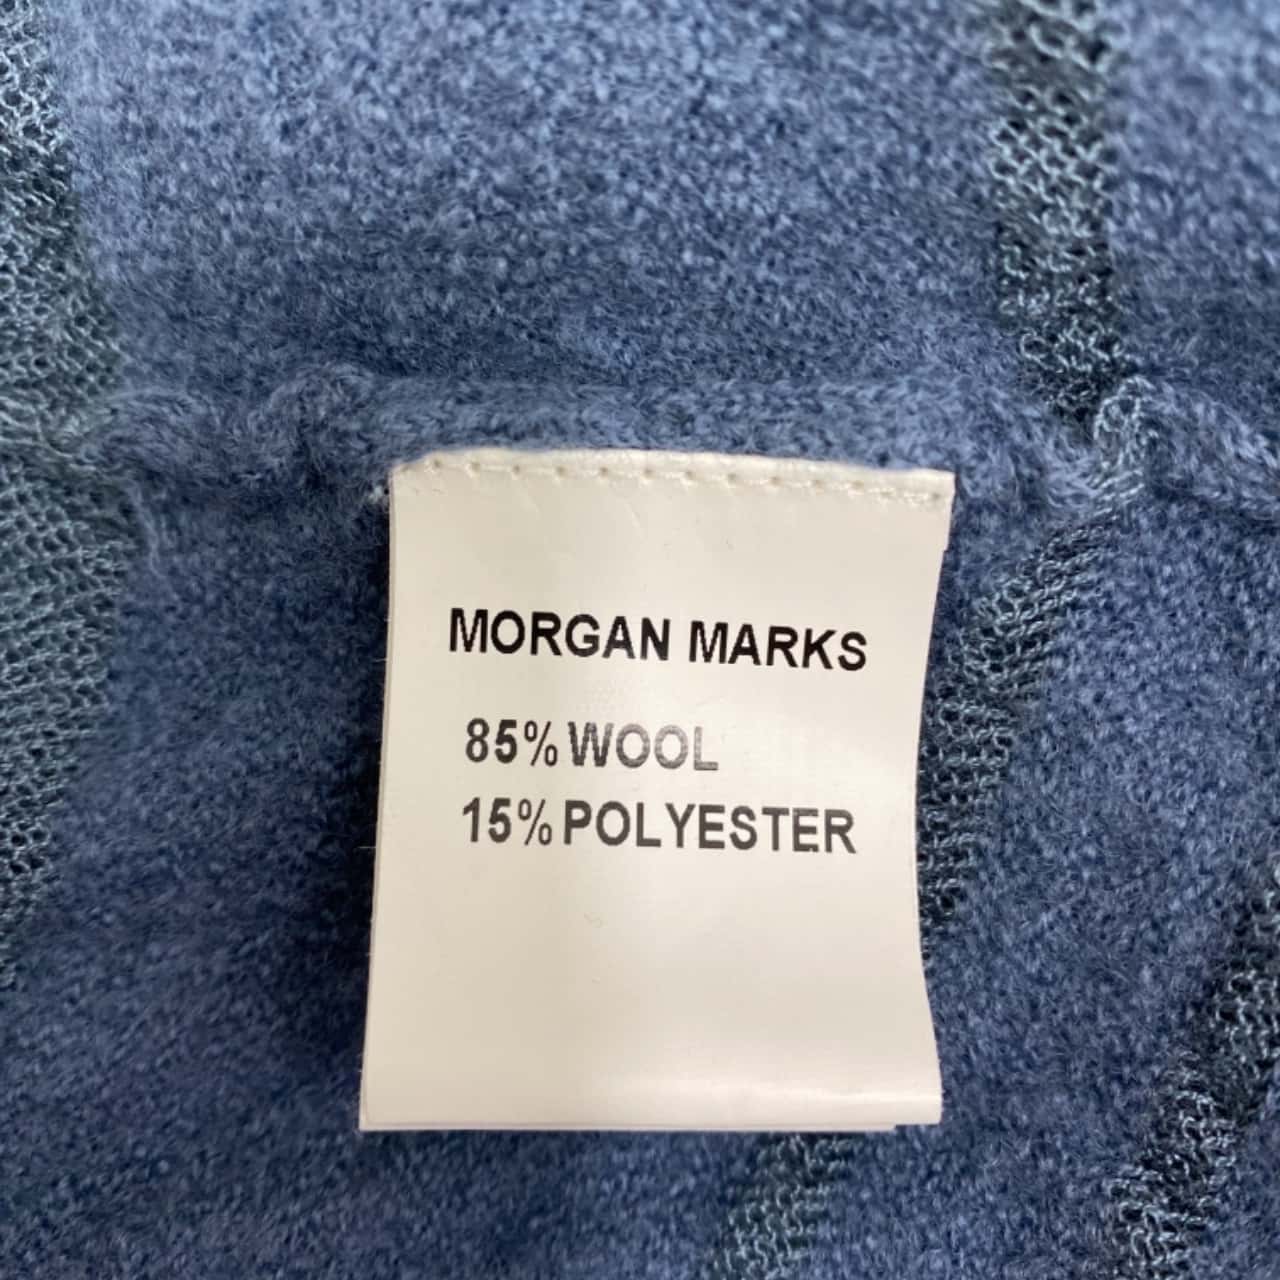 MORGAN MARKS
85% WOOL
15% POLYESTER